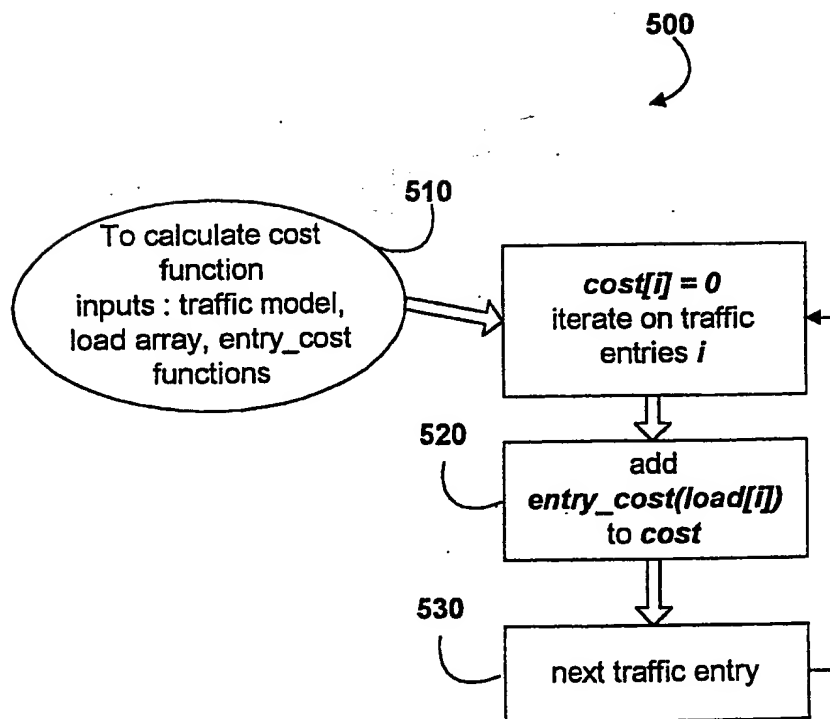 500
510
To calculate cost
function
inputs : traffic model,
load array, entry_cost
functions
cost[i] = 0
iterate on traffic
entries i
520
add
entry_cost(load[i])
to cost
530
next traffic entry